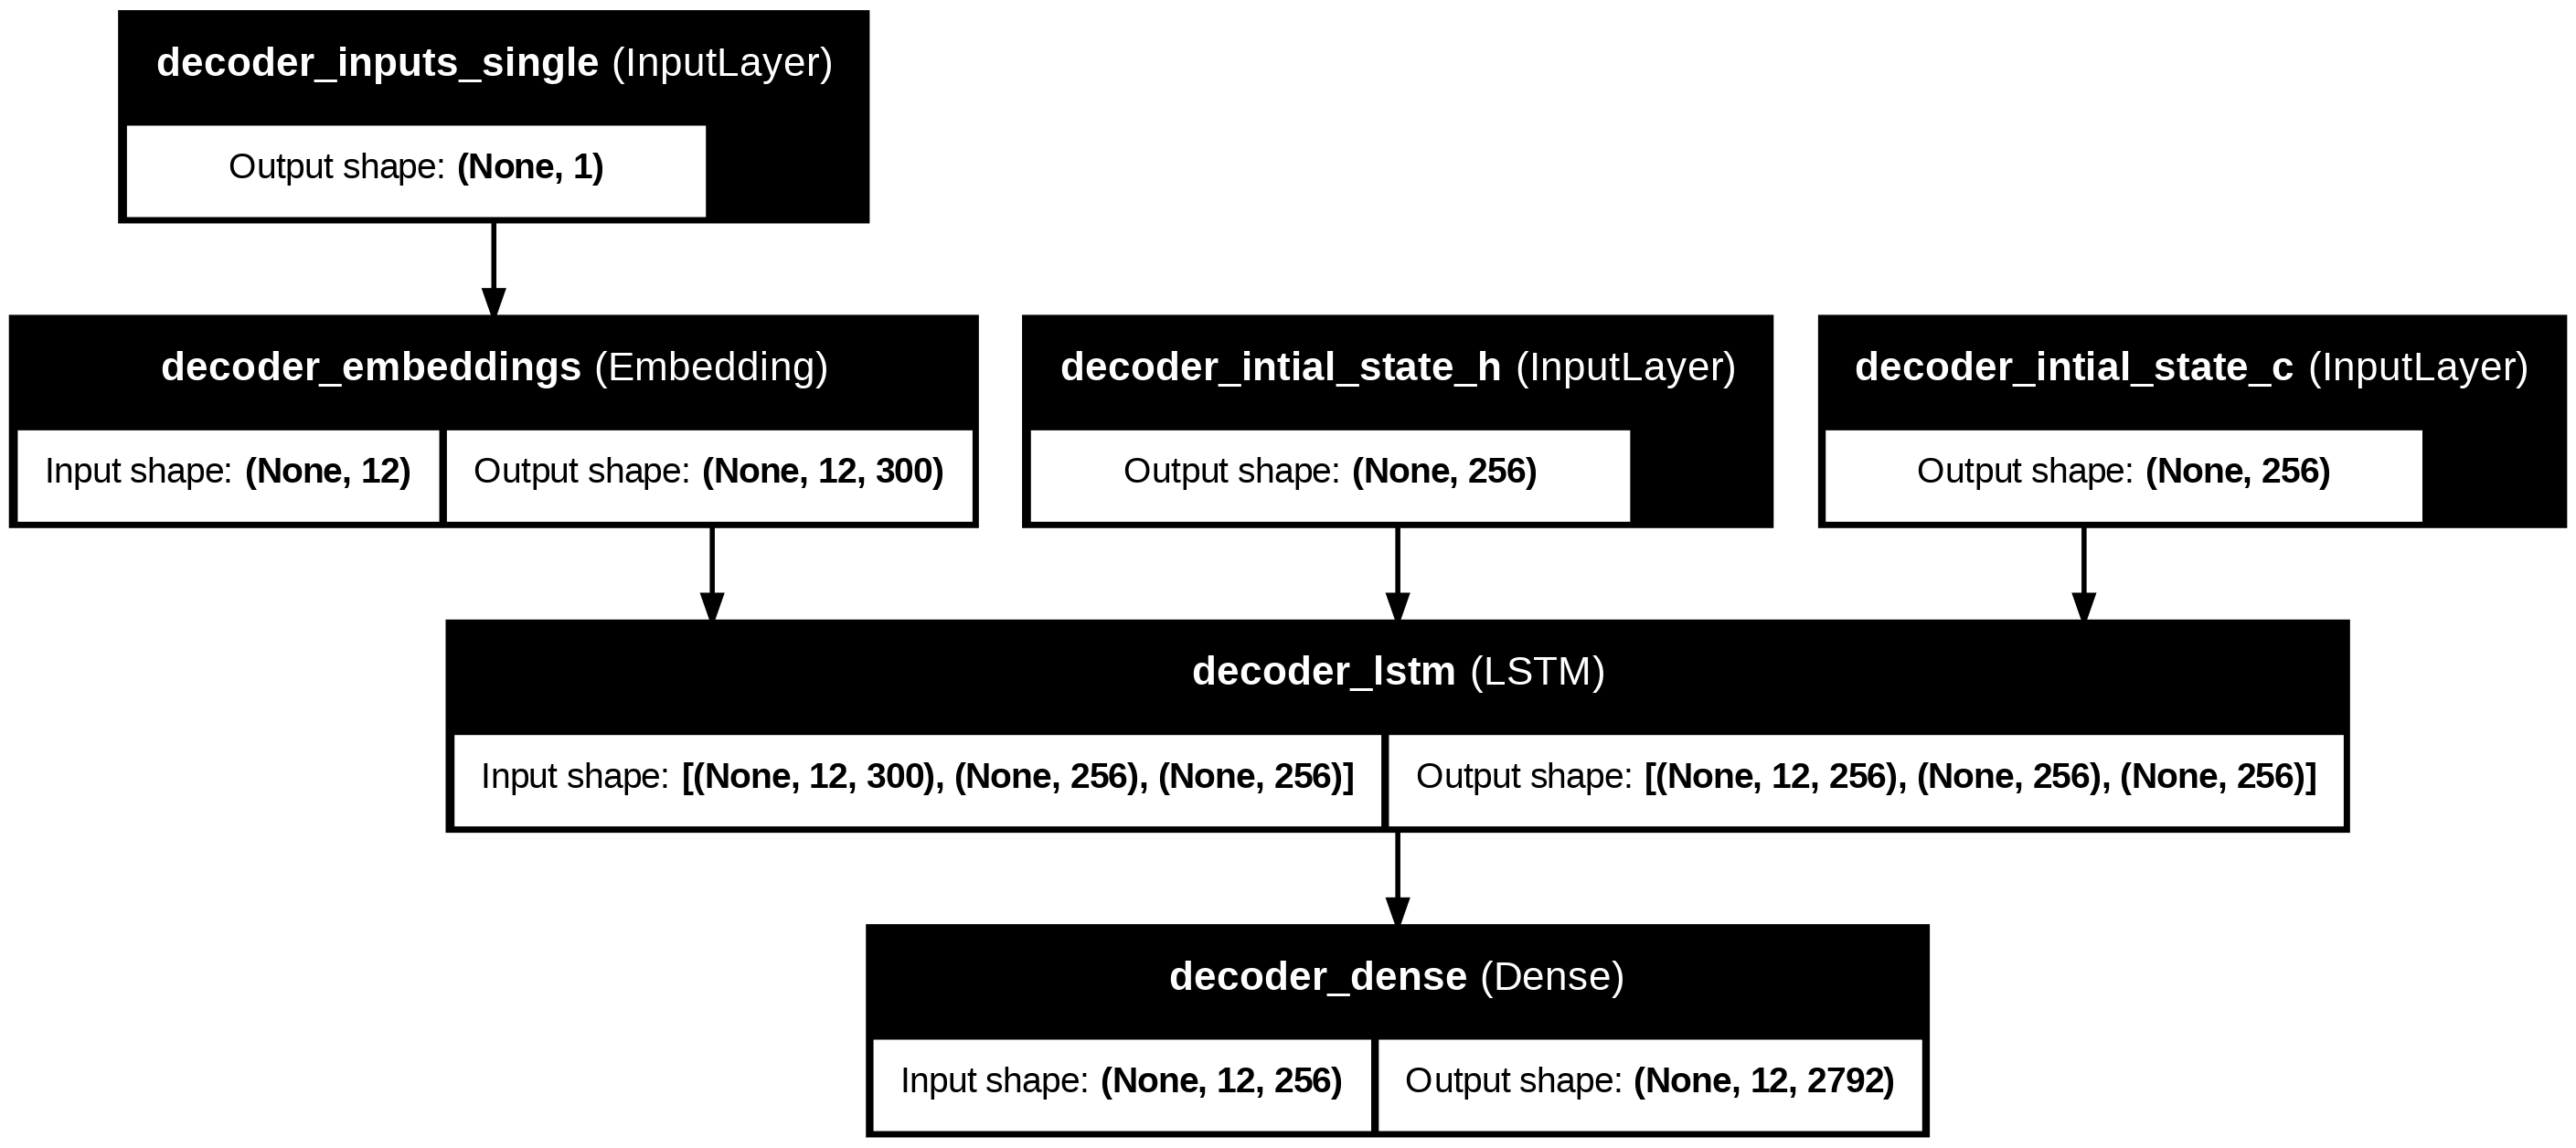 decoder_inputs_single (InputLayer)
Output shape: (None, 1)
decoder_embeddings (Embedding)
Input shape: (None, 12)
Output shape: (None, 12, 300)
decoder_intial_state_h (InputLayer)
Output shape: (None, 256)
decoder_intial_state_c (InputLayer)
Output shape: (None, 256)
decoder_lstm (LSTM)
Input shape: [(None, 12, 300), (None, 256), (None, 256)]
Output shape: [(None, 12, 256), (None, 256), (None, 256)]
decoder_dense (Dense)
Input shape: (None, 12, 256)
Output shape: (None, 12, 2792)